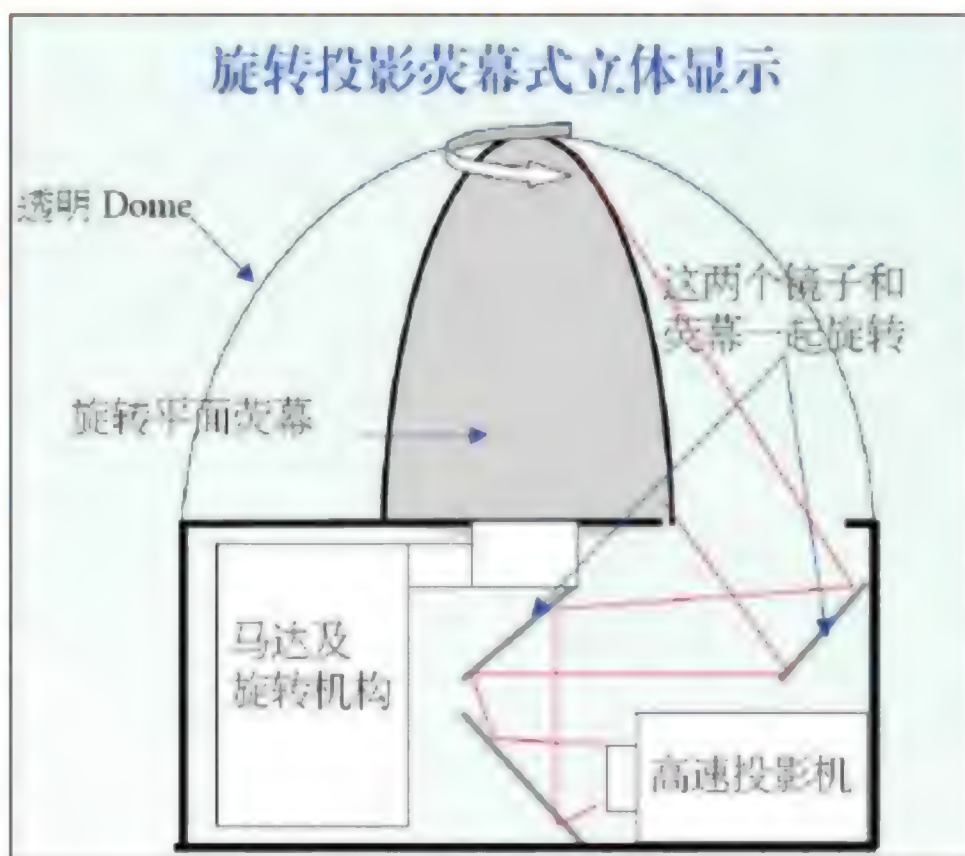 旋转投影荧幕式立体显示
透明 Dome
这两个镜子和
荧幕一起旋转
旋转平面荧幕
马达及
旋转机构
高速投影机